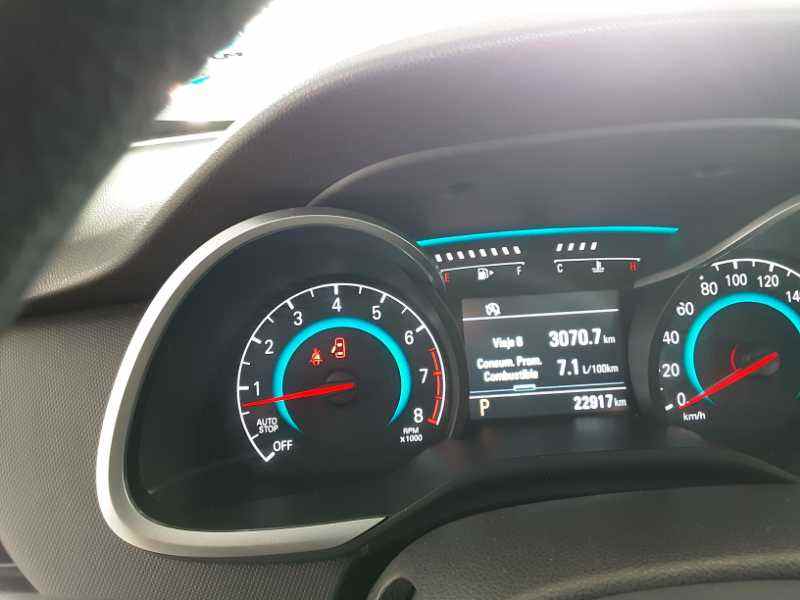 E F
C H
Viaje B 3070.7 km
Consum. Prom.
Combustible 7.1 L/100km
P 22917 km
OFF
AUTO
STOP
1 2 3 4 5 6 7 8
RPM
X1000
0 20 40 60 80 100 120 140
km/h